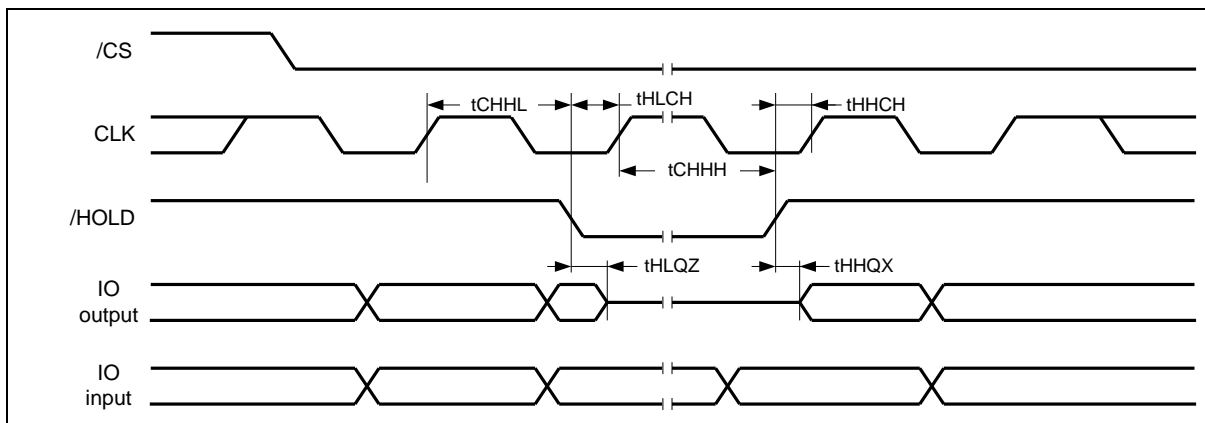 /CS
tCHHL
tHLCH
tHHCH
CLK
tCHHH
/HOLD
tHLQZ
tHHQX
IO
output
IO
input